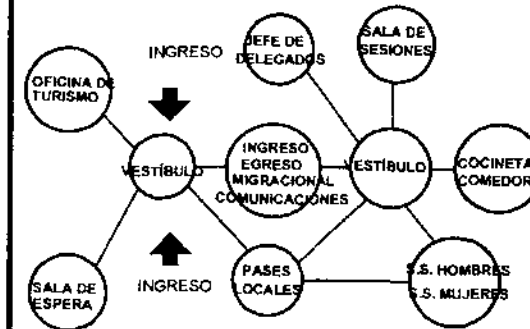 INGRESO
JEFE DE
DELEGADOS
SALA DE
SESIONES
OFICINA DE
TURISMO
VESTÍBULO
INGRESO
EGRESO
MIGRACIONAL
COMUNICACIONES
VESTÍBULO
COCINETA
COMEDOR
SALA DE
ESPERA
INGRESO
PASES
LOCALES
S.S. HOMBRES
S.S. MUJERES